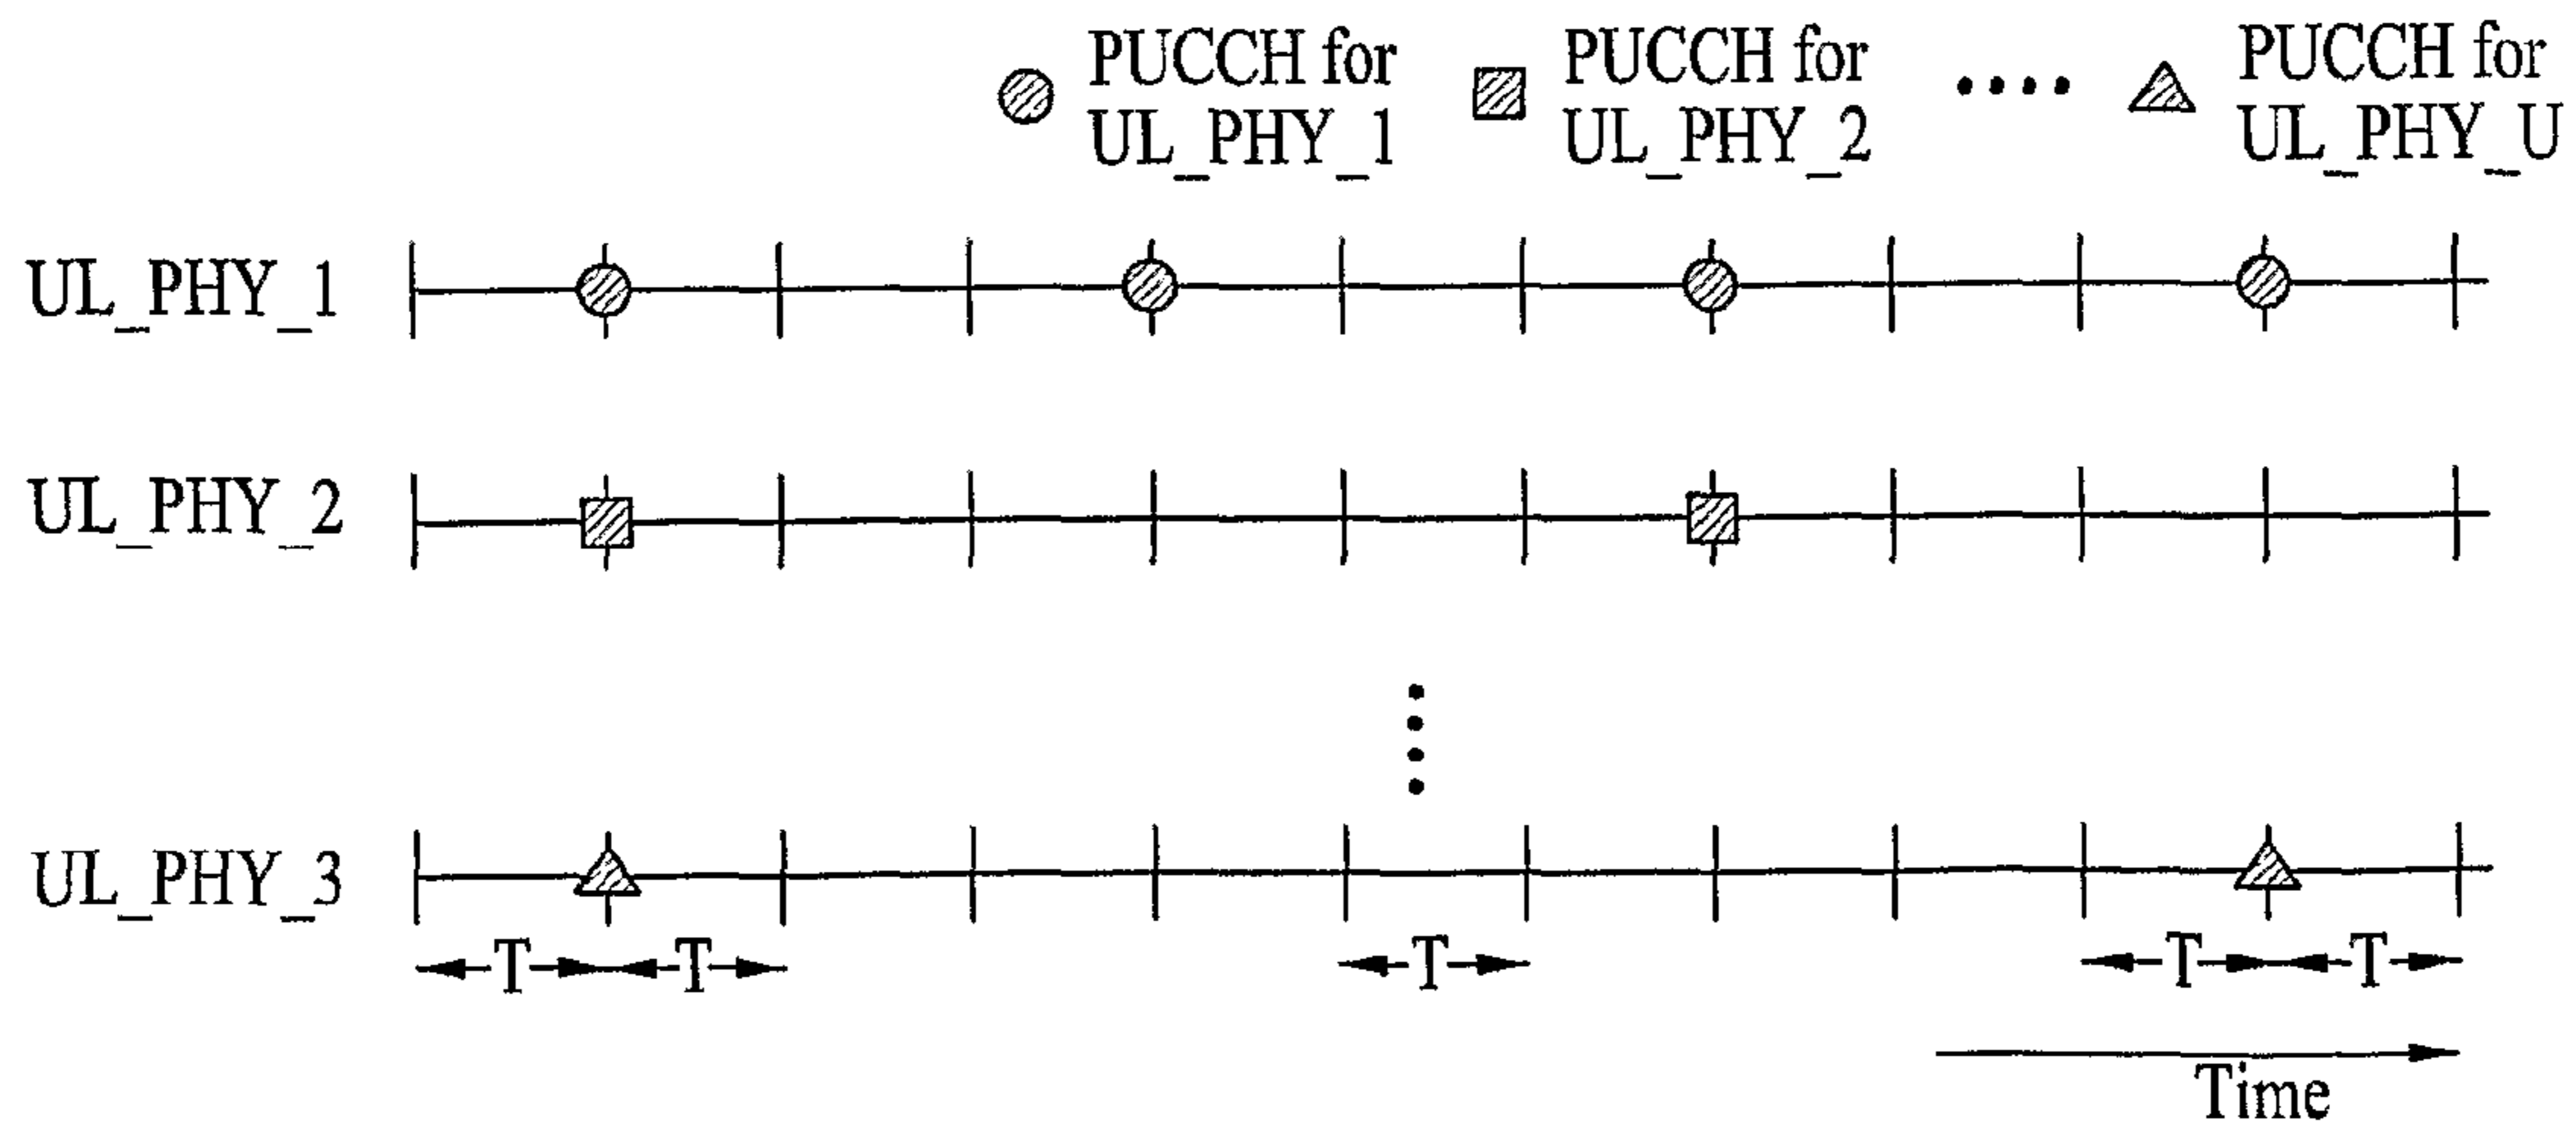 PUCCH for
UL_PHY_1
PUCCH for
UL_PHY_2
PUCCH for
UL_PHY_U
UL_PHY_1
UL_PHY_2
UL_PHY_3
T
T
T
T
T
Time